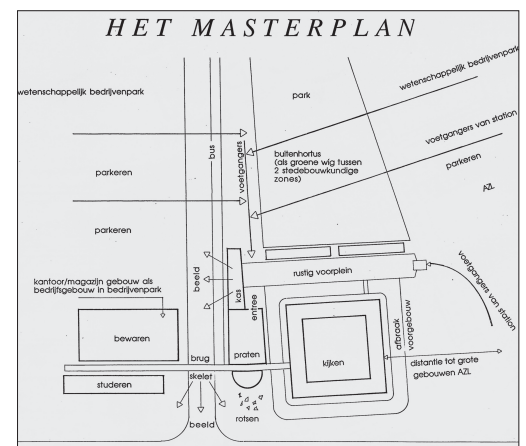 HET MASTERPLAN
wetenschappelijk bedrijvenpark
wetenschappelijk bedrijvenpark
park
voetgangers van station
parkeren
AZL
bus
voetgangers
buitenhortus
(als groene wig tussen
2 stedebouwkundige
zones)
parkeren
parkeren
beeld
kas
rustig voorplein
voetgangers van station
kantoor/magazijn gebouw als
bedrijfsgebouw in bedrijvenpark
entree
afbraak
voorgebouw
bewaren
praten
kijken
distantie tot grote
gebouwen AZL
brug
studeren
skelet
rotsen
beeld